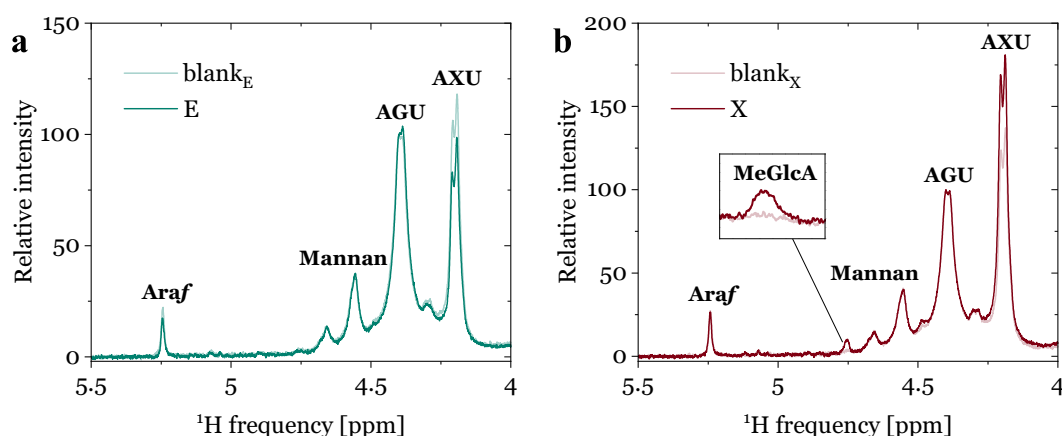 a
150
100
50
0
Relative intensity
blankE
E
Araf
Mannan
AGU
AXU
5·5
5
4·5
4
¹H frequency [ppm]
b
200
150
100
50
0
Relative intensity
blankX
X
MeGlcA
Araf
Mannan
AGU
AXU
5·5
5
4·5
4
¹H frequency [ppm]